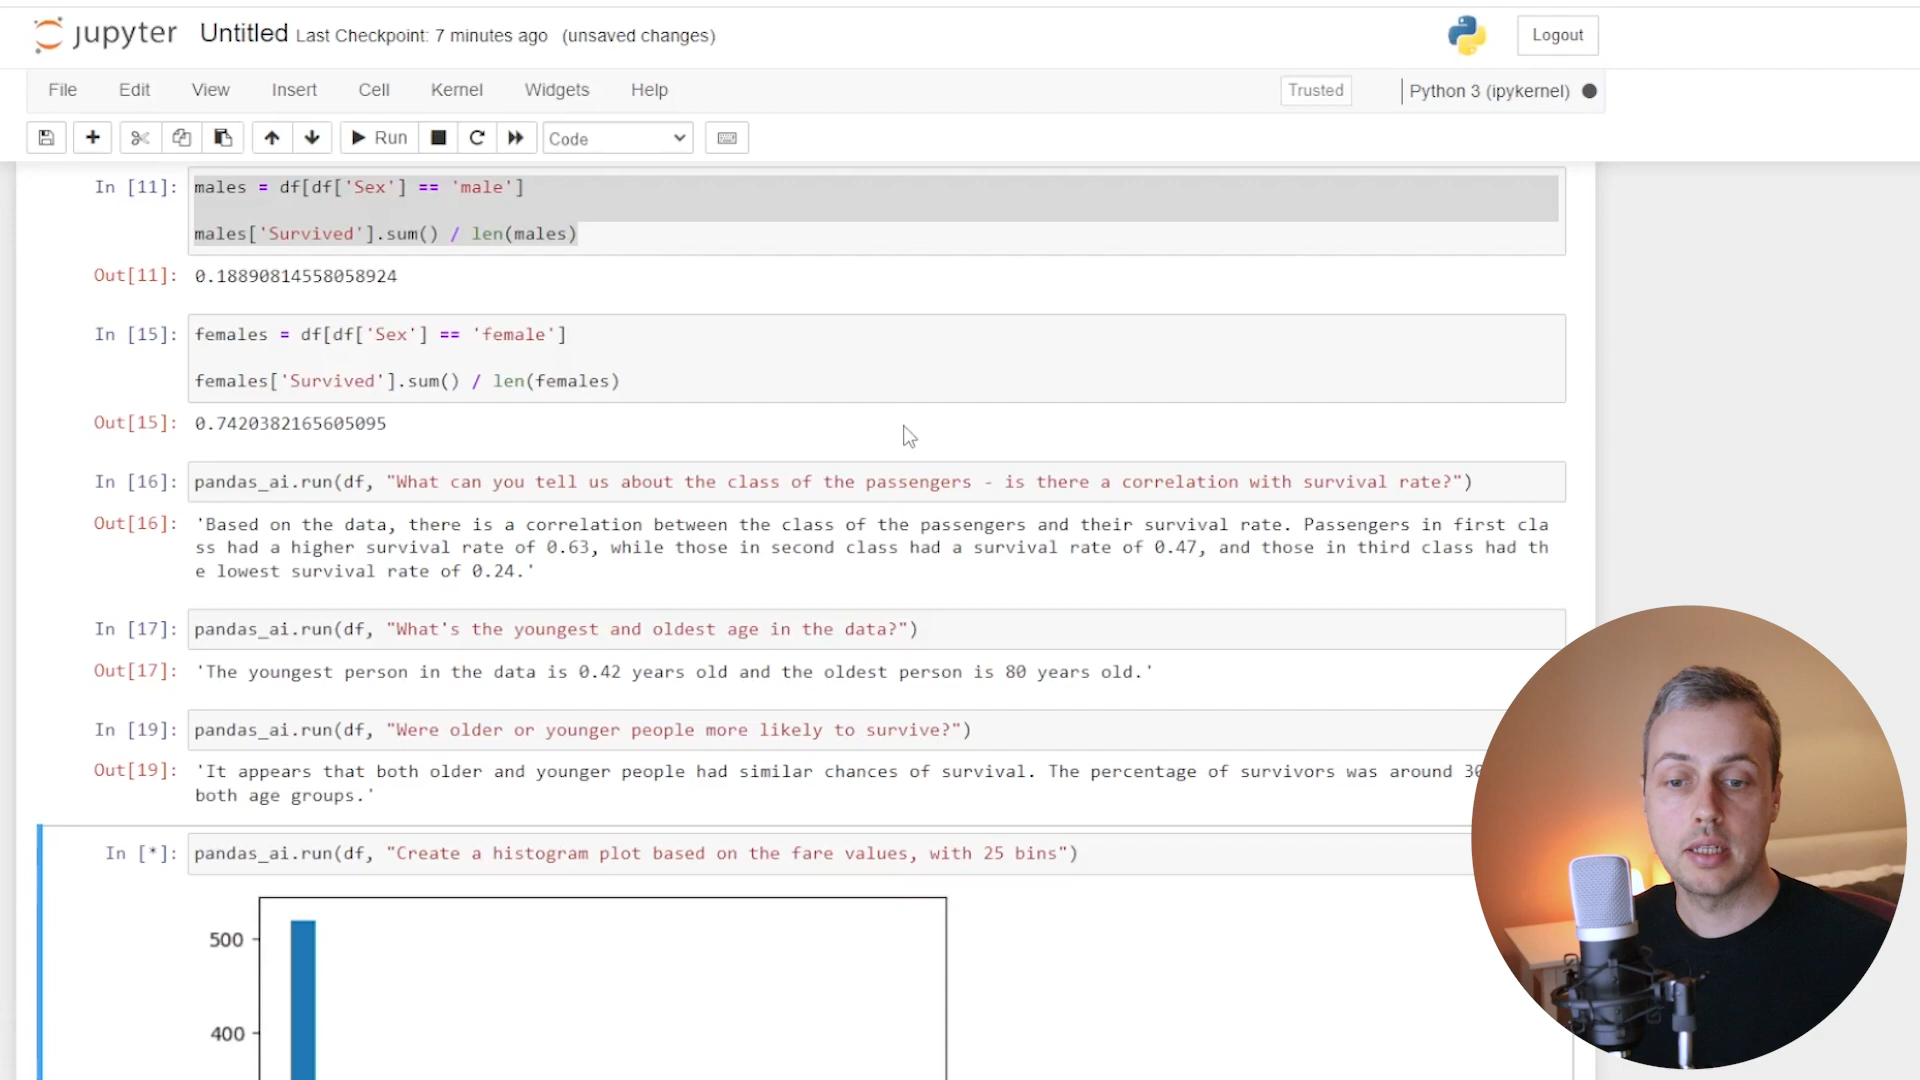 jupyter Untitled Last Checkpoint: 7 minutes ago (unsaved changes) Logout
File Edit View Insert Cell Kernel Widgets Help Trusted Python 3 (ipykernel)
Run Code
In [11]: males = df[df['Sex'] == 'male']
males['Survived'].sum() / len(males)
Out[11]: 0.18890814558058924
In [15]: females = df[df['Sex'] == 'female']
females['Survived'].sum() / len(females)
Out[15]: 0.7420382165605095
In [16]: pandas_ai.run(df, "What can you tell us about the class of the passengers - is there a correlation with survival rate?")
Out[16]: 'Based on the data, there is a correlation between the class of the passengers and their survival rate. Passengers in first cla
ss had a higher survival rate of 0.63, while those in second class had a survival rate of 0.47, and those in third class had th
e lowest survival rate of 0.24.'
In [17]: pandas_ai.run(df, "What's the youngest and oldest age in the data?")
Out[17]: 'The youngest person in the data is 0.42 years old and the oldest person is 80 years old.'
In [19]: pandas_ai.run(df, "Were older or younger people more likely to survive?")
Out[19]: 'It appears that both older and younger people had similar chances of survival. The percentage of survivors was around
both age groups.'
In [*]: pandas_ai.run(df, "Create a histogram plot based on the fare values, with 25 bins")
500
400